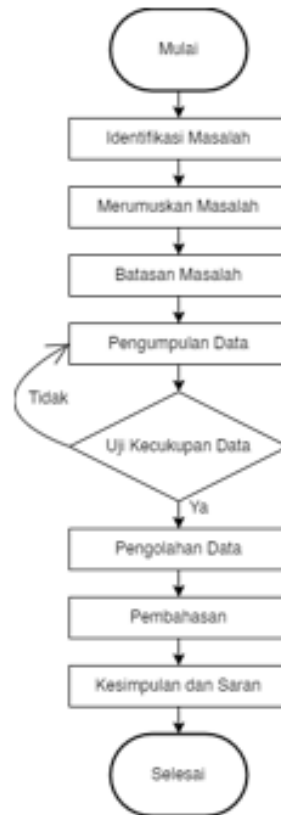 Mulai
Identifikasi Masalah
Merumuskan Masalah
Batasan Masalah
Pengumpulan Data
Tidak
Uji Kecukupan Data
Ya
Pengolahan Data
Pembahasan
Kesimpulan dan Saran
Selesai